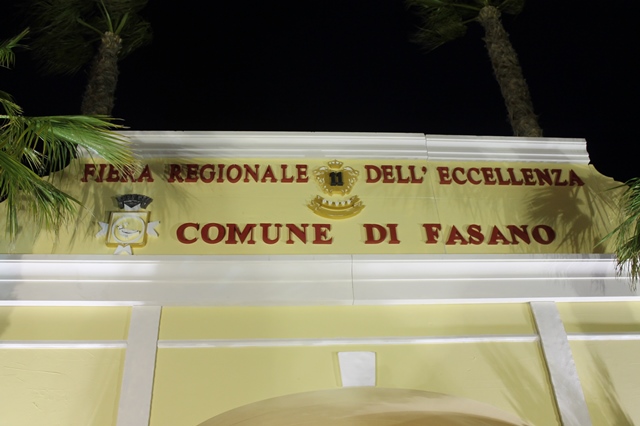 FIERA REGIONALE DELL' ECCELLENZA
COMUNE DI FASANO